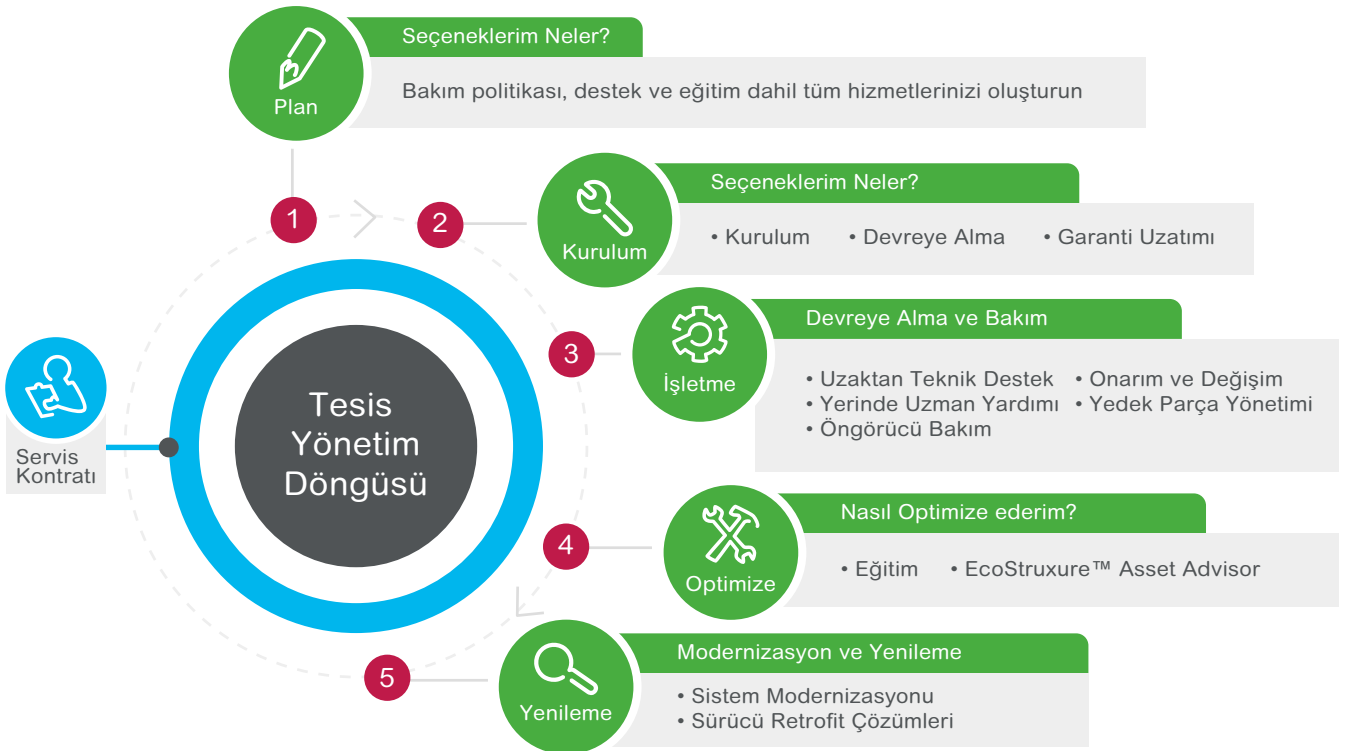 Seçeneklerim Neler?
Bakım politikası, destek ve eğitim dahil tüm hizmetlerinizi oluşturun
Plan
1
2
Seçeneklerim Neler?
• Kurulum • Devreye Alma • Garanti Uzatımı
Kurulum
3
Devreye Alma ve Bakım
İşletme
• Uzaktan Teknik Destek • Onarım ve Değişim
• Yerinde Uzman Yardımı • Yedek Parça Yönetimi
• Öngörücü Bakım
Tesis
Yönetim
Döngüsü
Servis
Kontratı
4
Nasıl Optimize ederim?
• Eğitim • EcoStruxure™ Asset Advisor
Optimize
5
Modernizasyon ve Yenileme
• Sistem Modernizasyonu
• Sürücü Retrofit Çözümleri
Yenileme